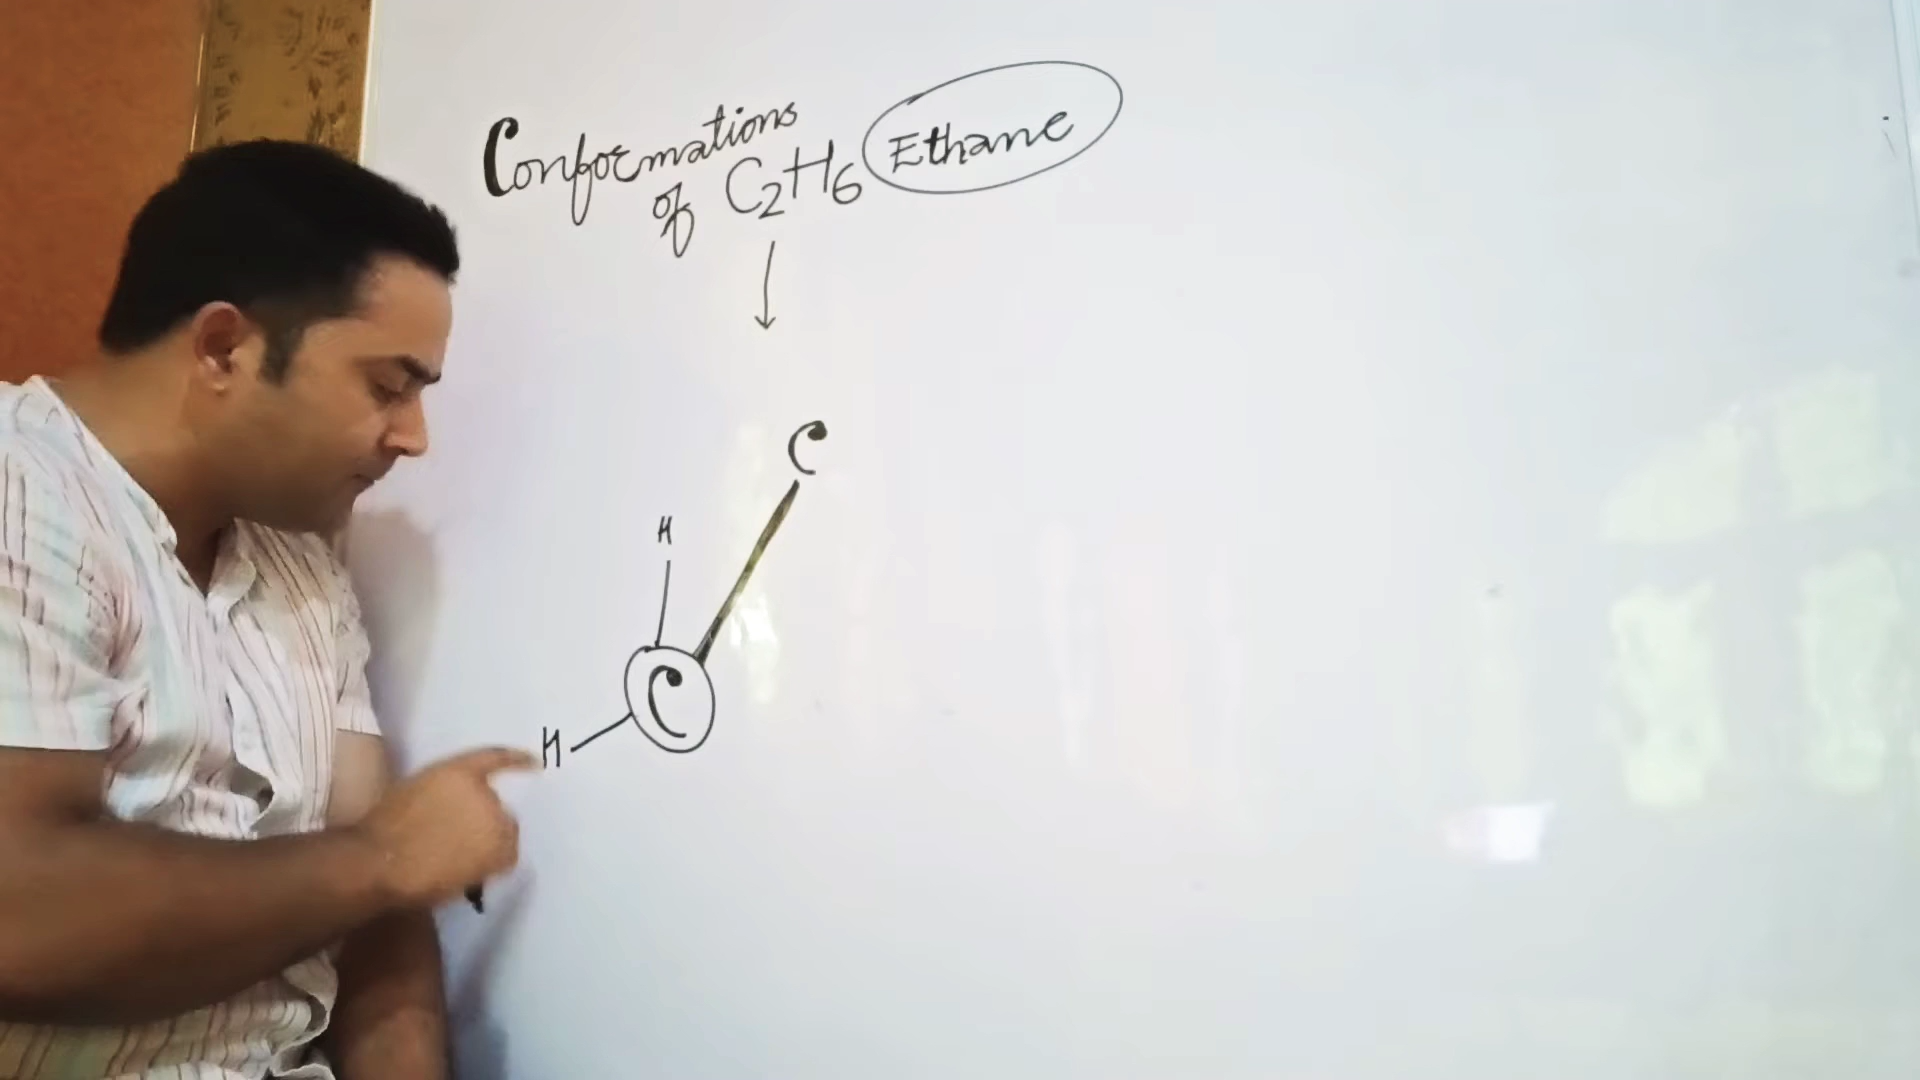 Conformations
of C₂H₆ Ethane
C
H
C
H